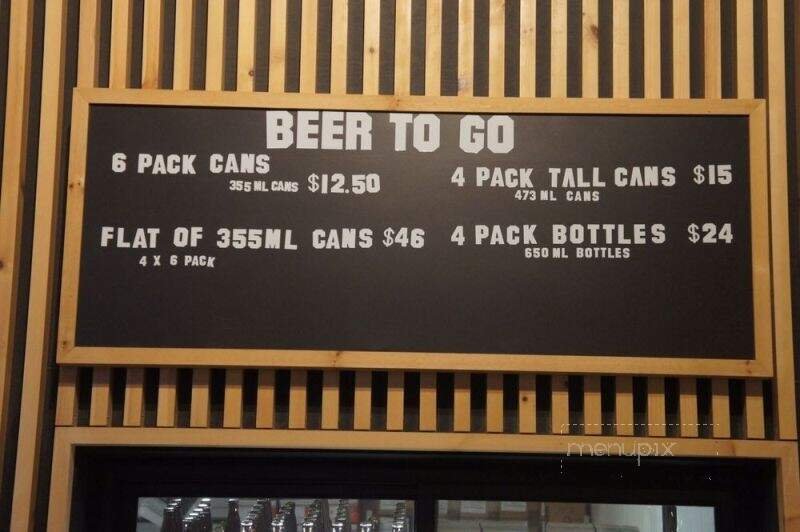 BEER TO GO
6 PACK CANS
355 ML CANS $12.50
FLAT OF 355ML CANS $46
4 X 6 PACK
4 PACK TALL CANS $15
473 ML CANS
4 PACK BOTTLES $24
650 ML BOTTLES
menupix